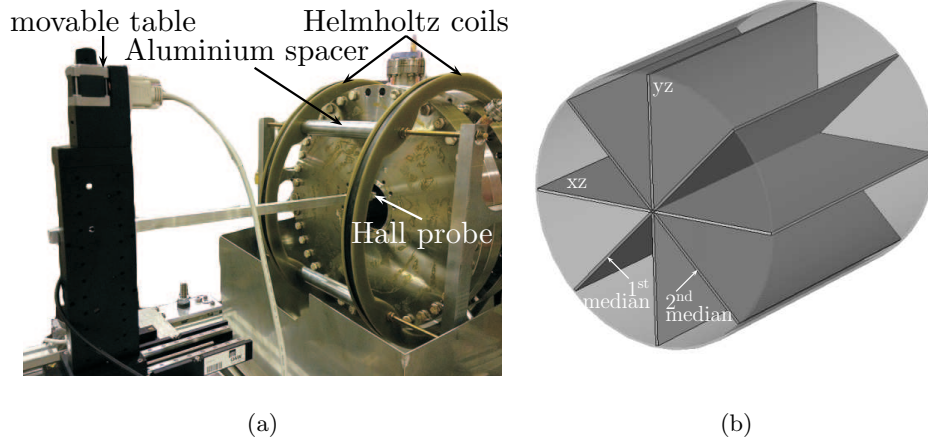 movable table
Helmholtz coils
Aluminium spacer
Hall probe
yz
xz
1st
median
2nd
median
(a)
(b)